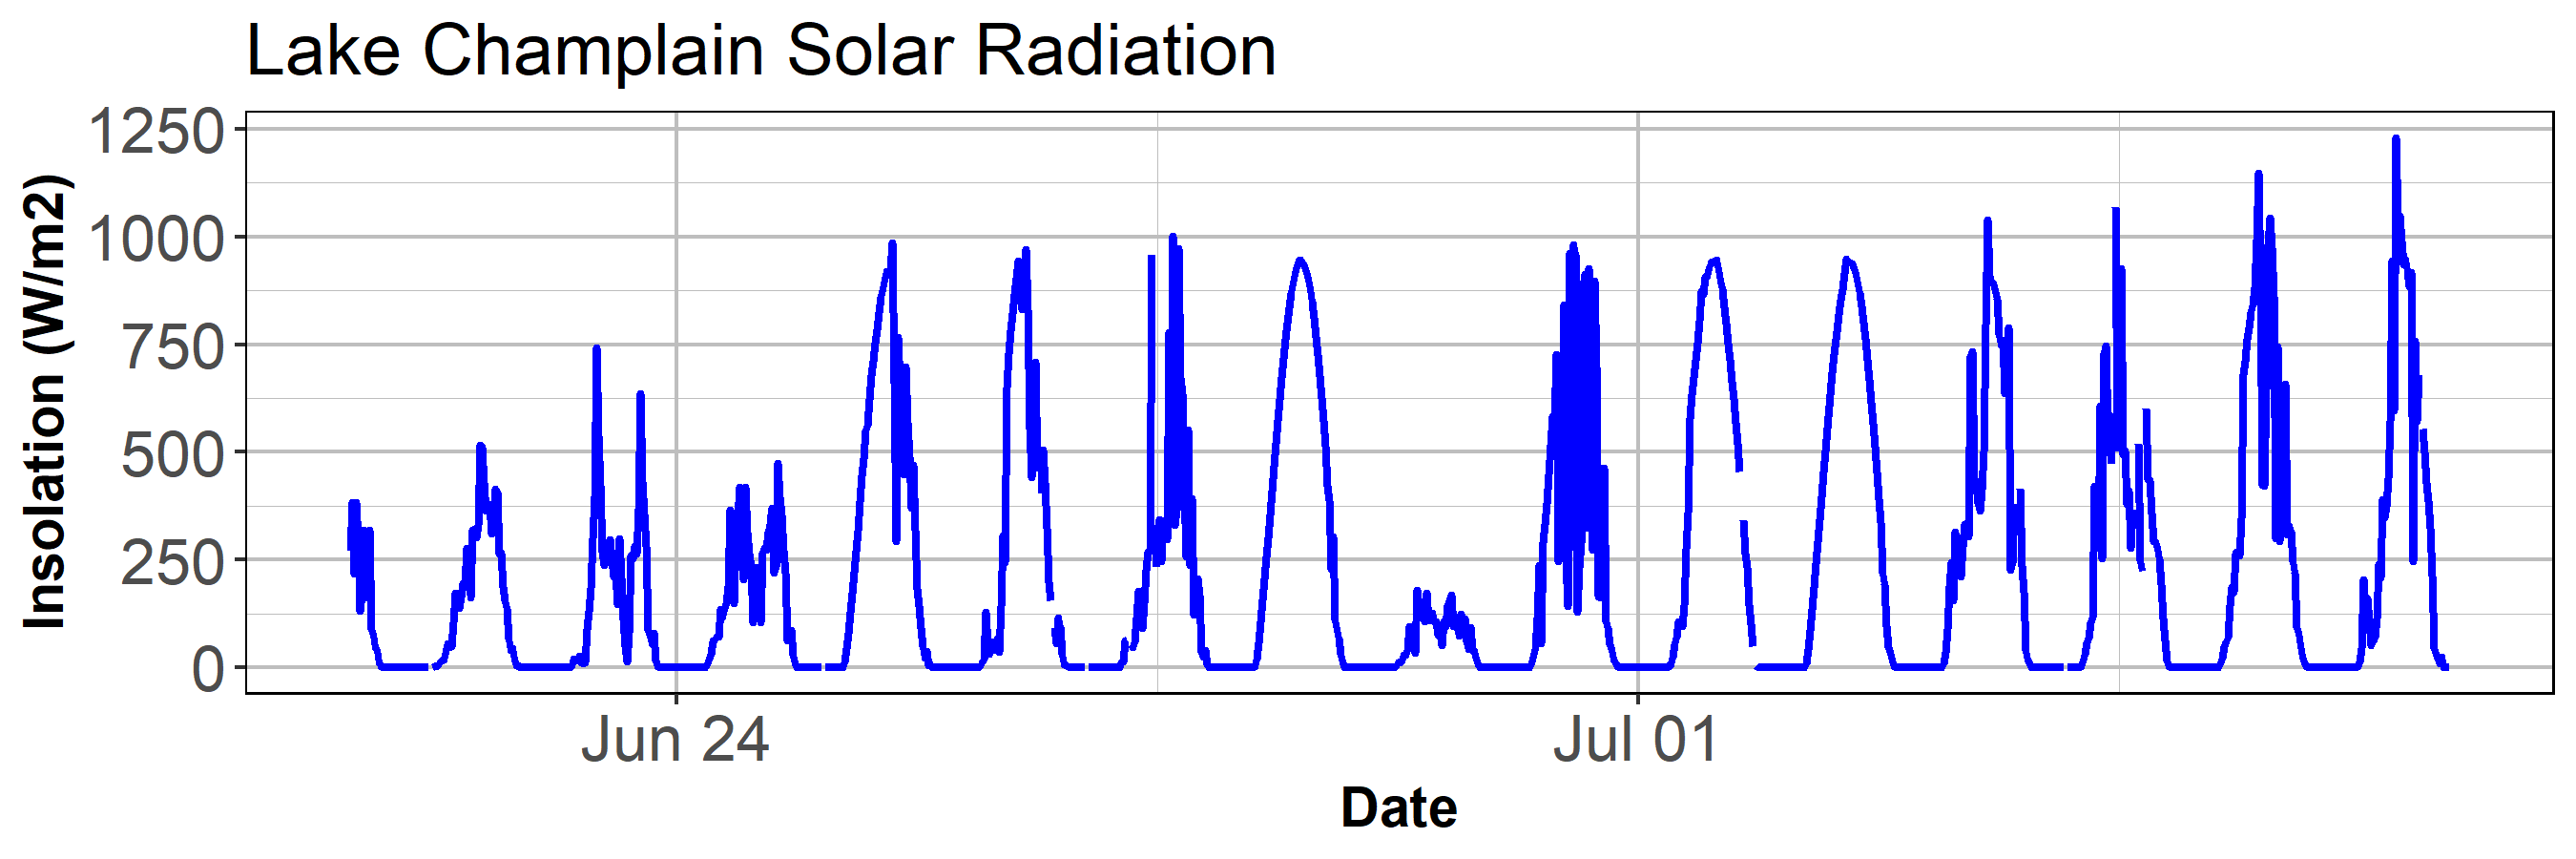 Lake Champlain Solar Radiation
Insolation (W/m2)
1250
1000
750
500
250
0
Jun 24
Jul 01
Date